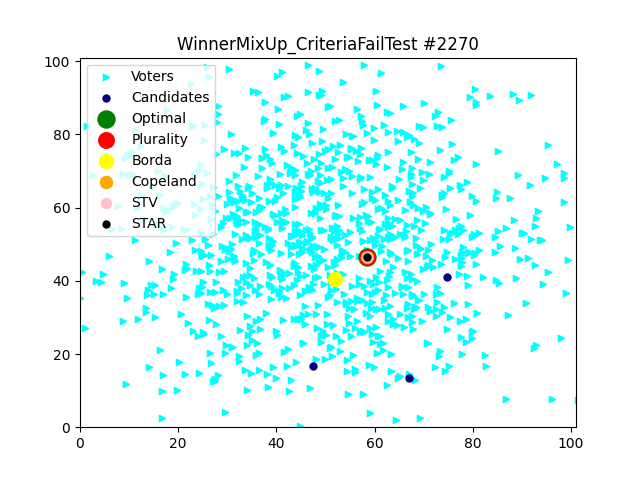 WinnerMixUp_CriteriaFailTest #2270
100
80
60
40
20
0
Voters
Candidates
Optimal
Plurality
Borda
Copeland
STV
STAR
0 20 40 60 80 100